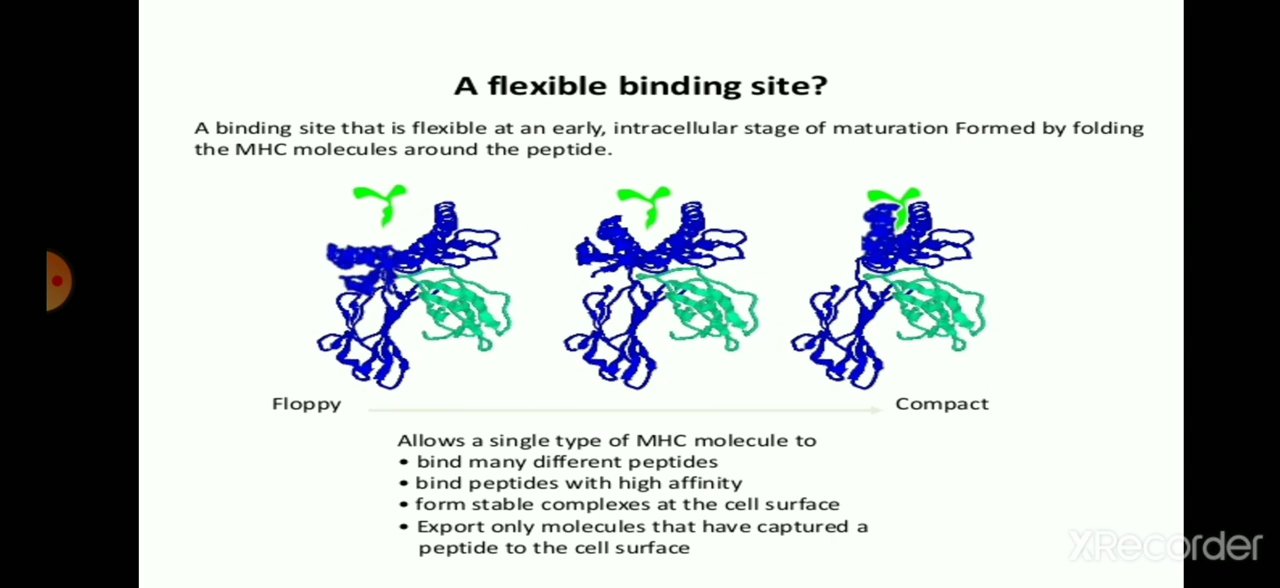 A flexible binding site?
A binding site that is flexible at an early, intracellular stage of maturation Formed by folding
the MHC molecules around the peptide.
Floppy
Compact
Allows a single type of MHC molecule to
• bind many different peptides
• bind peptides with high affinity
• form stable complexes at the cell surface
• Export only molecules that have captured a
peptide to the cell surface
XRecorder